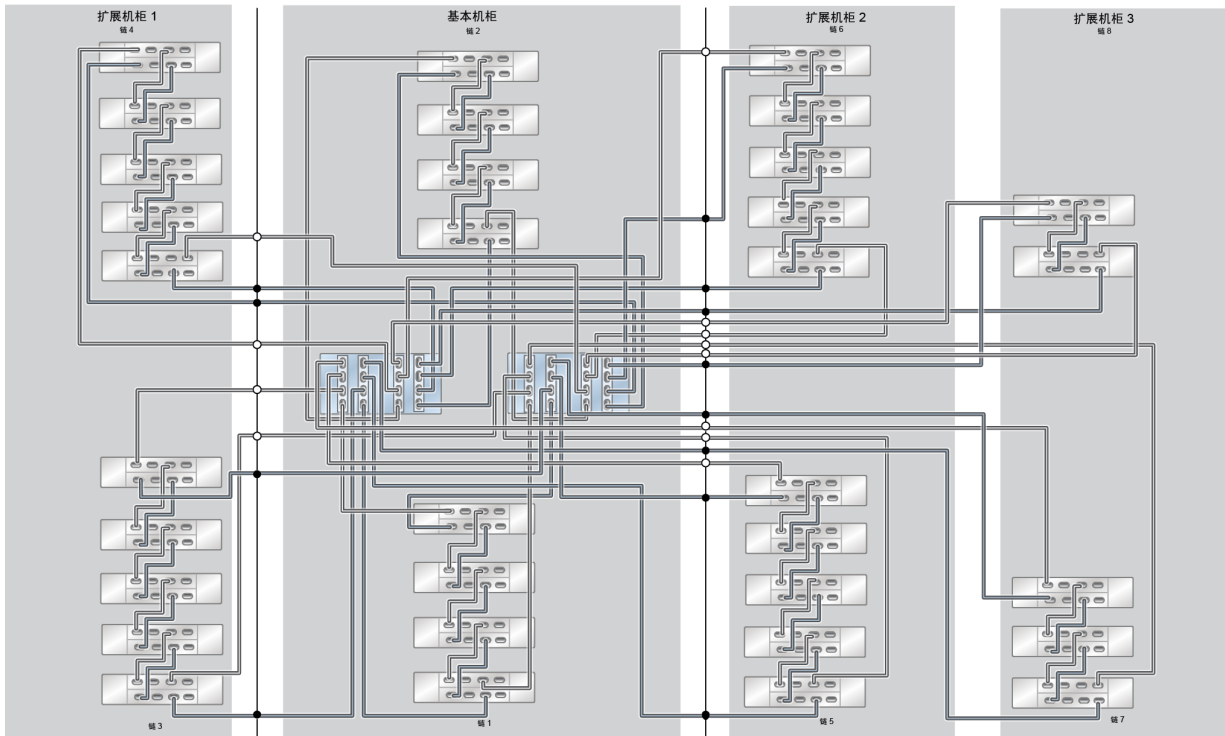 扩展机柜 1
链 4
基本机柜
链 2
扩展机柜 2
链 6
扩展机柜 3
链 8
链 3
链 1
链 5
链 7